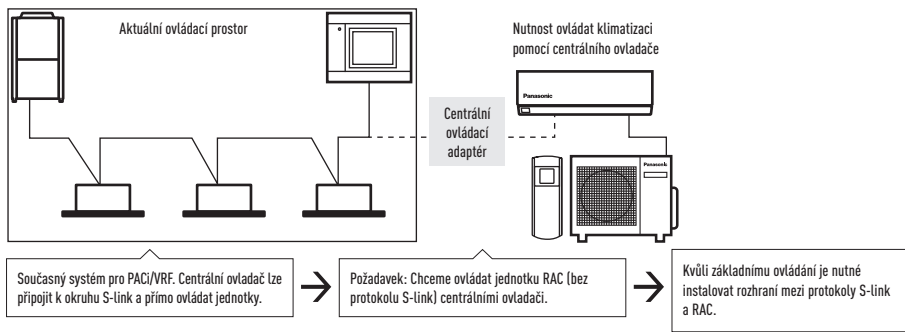 Aktuální ovládací prostor
Nutnost ovládat klimatizaci
pomocí centrálního ovladače
Panasonic
Centrální
ovládací
adaptér
Panasonic
Současný systém pro PACi/VRF. Centrální ovladač lze
připojit k okruhu S-link a přímo ovládat jednotky.
Požadavek: Chceme ovládat jednotku RAC (bez
protokolu S-link) centrálními ovladači.
Kvůli základnímu ovládání je nutné
instalovat rozhraní mezi protokoly S-link
a RAC.